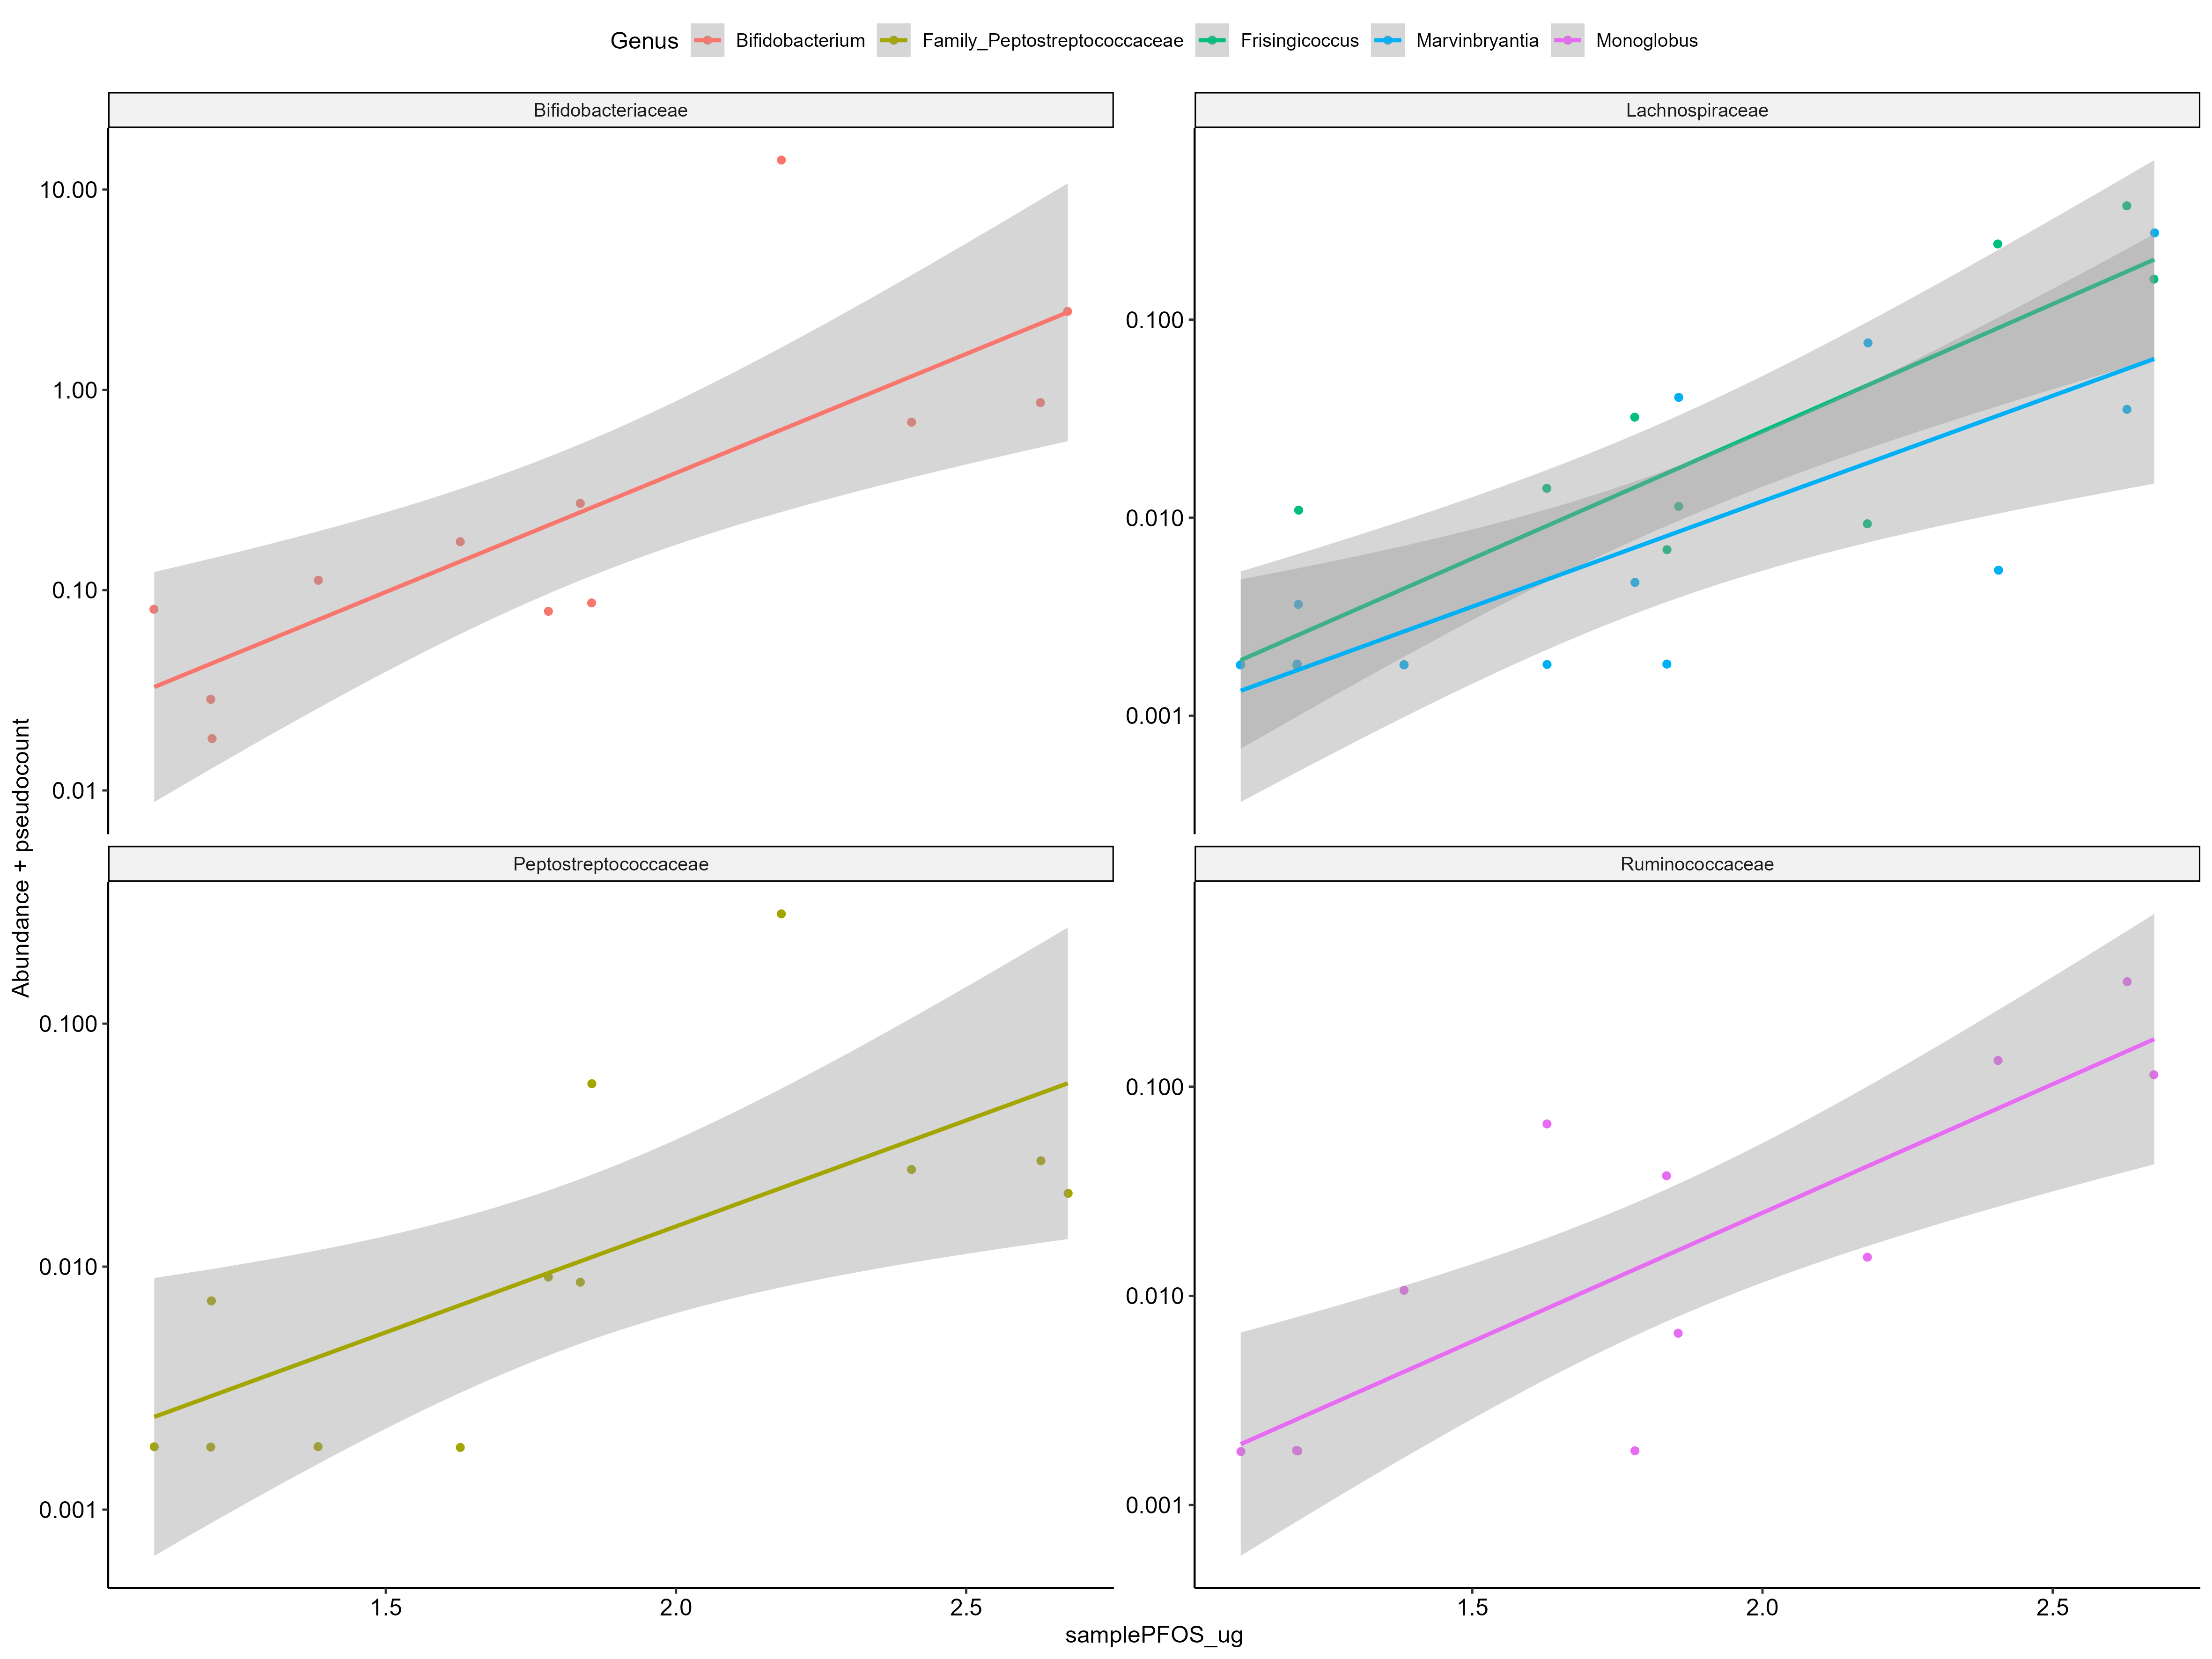 Genus Bifidobacterium Family_Peptostreptococcaceae Frisingicoccus Marvinbryantia Monoglobus
Bifidobacteriaceae
Lachnospiraceae
10.00
1.00
0.10
0.01
0.100
0.010
0.001
Abundance + pseudocount
Peptostreptococcaceae
Ruminococcaceae
0.100
0.010
0.001
0.100
0.010
0.001
1.5 2.0 2.5
1.5 2.0 2.5
samplePFOS_ug